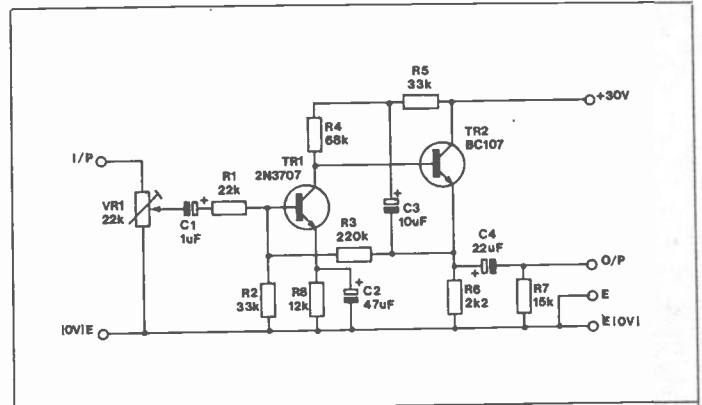 R5
33k
+30V
R4
68k
TR2
BC107
TR1
2N3707
I/P
R1
22k
VR1
22k
C1
1uF
R3
220k
C3
10uF
C4
22uF
O/P
R2
33k
R8
12k
C2
47uF
R6
2k2
R7
15k
E
(0V)E
E(0V)
+
+
+
+